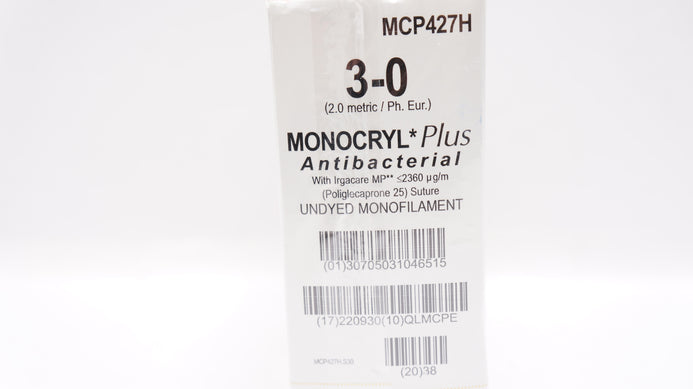 MCP427H
3-0
(2.0 metric / Ph. Eur.)
MONOCRYL* Plus
Antibacterial
With Irgacare MP** ≤2360 µg/m
(Poliglecaprone 25) Suture
UNDYED MONOFILAMENT
(01)30705031046515
(17)220930(10)QLMCPE
MCP427H.S30
(20)38